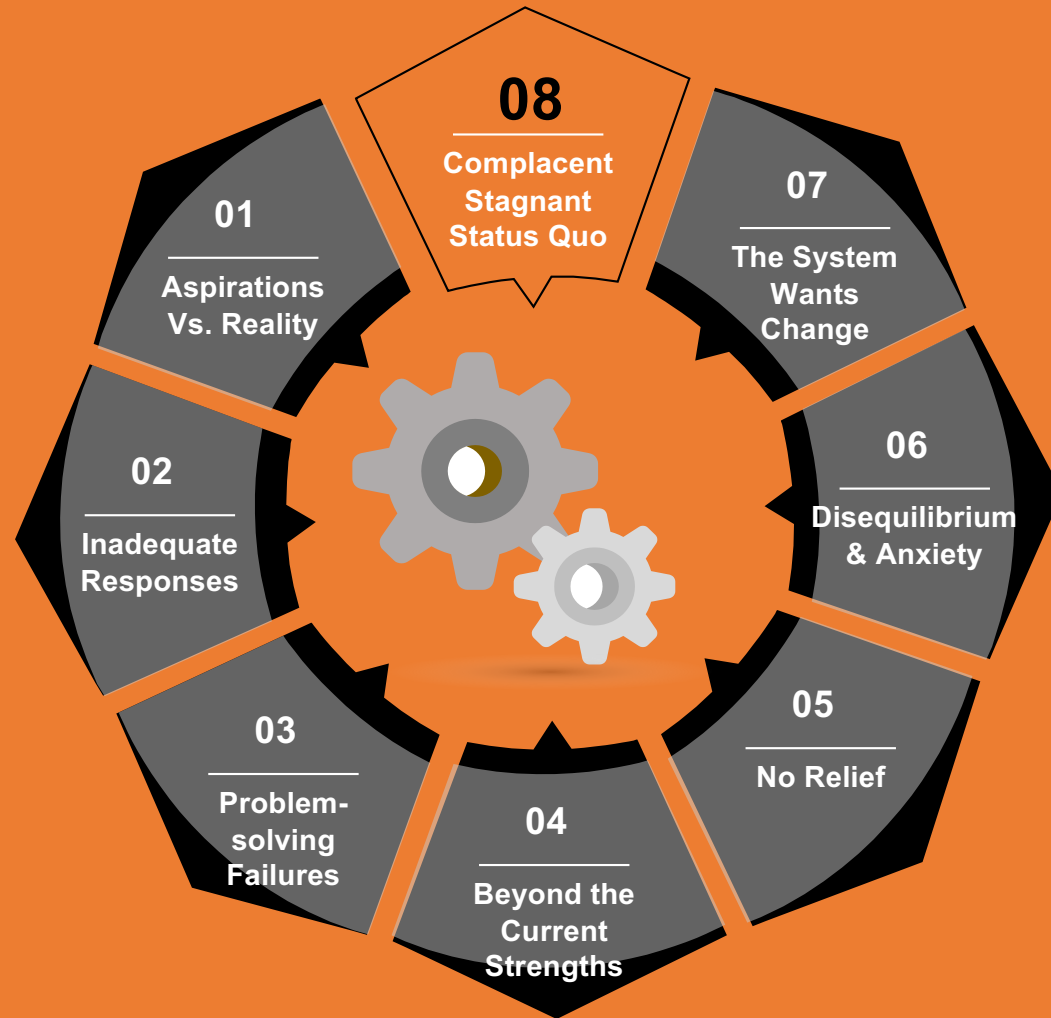 01
Aspirations
Vs. Reality
02
Inadequate
Responses
03
Problem-
solving
Failures
04
Beyond the
Current
Strengths
05
No Relief
06
Disequilibrium
& Anxiety
07
The System
Wants
Change
08
Complacent
Stagnant
Status Quo